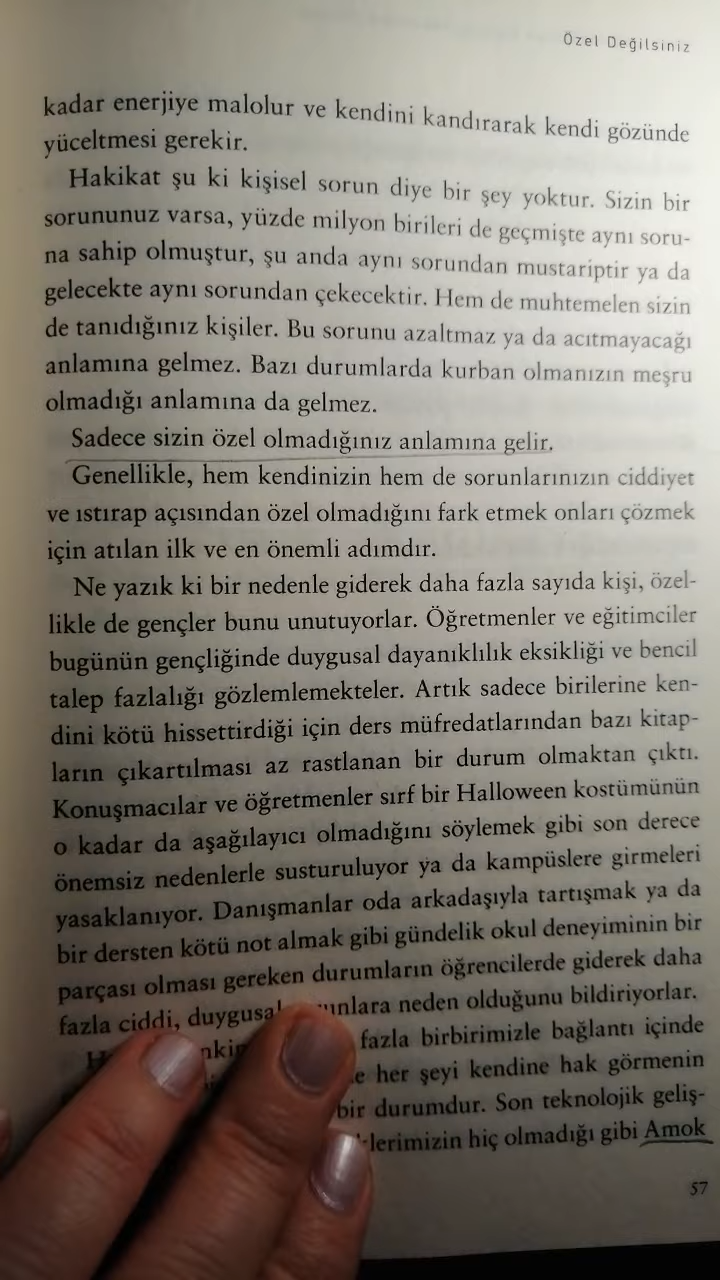 Özel Değilsiniz
kadar enerjiye malolur ve kendini kandırarak kendi gözünde
yüceltmesi gerekir.
Hakikat şu ki kişisel sorun diye bir şey yoktur. Sizin bir
sorununuz varsa, yüzde milyon birileri de geçmişte aynı soru-
na sahip olmuştur, şu anda aynı sorundan mustariptir ya da
gelecekte aynı sorundan çekecektir. Hem de muhtemelen sizin
de tanıdığınız kişiler. Bu sorunu azaltmaz ya da acıtmayacağı
anlamına gelmez. Bazı durumlarda kurban olmanızın meşru
olmadığı anlamına da gelmez.
Sadece sizin özel olmadığınız anlamına gelir.
Genellikle, hem kendinizin hem de sorunlarınızın ciddiyet
ve ıstırap açısından özel olmadığını fark etmek onları çözmek
için atılan ilk ve en önemli adımdır.
Ne yazık ki bir nedenle giderek daha fazla sayıda kişi, özel-
likle de gençler bunu unutuyorlar. Öğretmenler ve eğitimciler
bugünün gençliğinde duygusal dayanıklılık eksikliği ve bencil
talep fazlalığı gözlemlemekteler. Artık sadece birilerine ken-
dini kötü hissettirdiği için ders müfredatlarından bazı kitap-
ların çıkartılması az rastlanan bir durum olmaktan çıktı.
Konuşmacılar ve öğretmenler sırf bir Halloween kostümünün
o kadar da aşağılayıcı olmadığını söylemek gibi son derece
önemsiz nedenlerle susturuluyor ya da kampüslere girmeleri
yasaklanıyor. Danışmanlar oda arkadaşıyla tartışmak ya da
bir dersten kötü not almak gibi gündelik okul deneyiminin bir
parçası olması gereken durumların öğrencilerde giderek daha
fazla ciddi, duygusal neden olduğunu bildiriyorlar.
fazla birbirimizle bağlantı içinde
her şeyi kendine hak görmenin
bir durumdur. Son teknolojik geliş-
hiç olmadığı gibi Amok
57